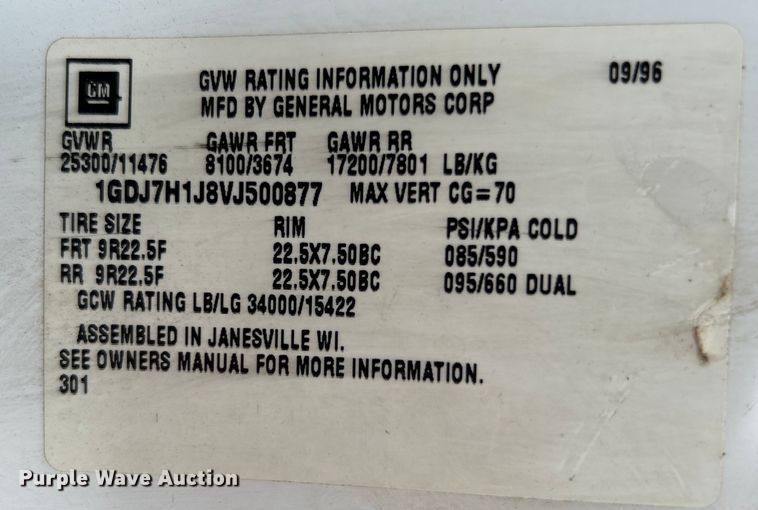 GM
GVW RATING INFORMATION ONLY 09/96
MFD BY GENERAL MOTORS CORP
GVWR GAWR FRT GAWR RR
25300/11476 8100/3674 17200/7801 LB/KG
1GDJ7H1J8VJ500877 MAX VERT CG=70
TIRE SIZE RIM PSI/KPA COLD
FRT 9R22.5F 22.5X7.50BC 085/590
RR 9R22.5F 22.5X7.50BC 095/660 DUAL
GCW RATING LB/LG 34000/15422
ASSEMBLED IN JANESVILLE WI.
SEE OWNERS MANUAL FOR MORE INFORMATION.
301
Purple Wave Auction